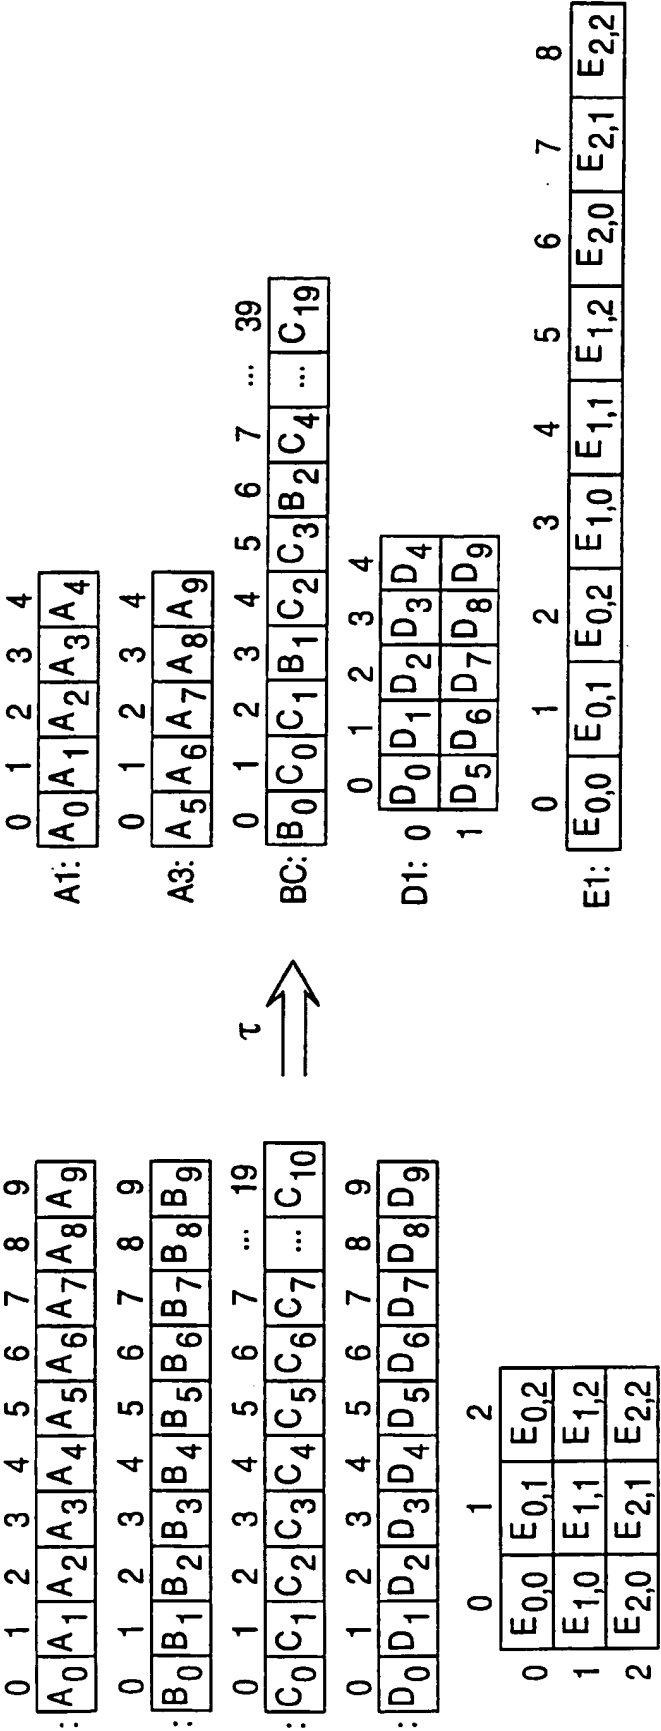 0 1 2 3 4 5 6 7 8 9
: A0 A1 A2 A3 A4 A5 A6 A7 A8 A9
0 1 2 3 4 5 6 7 8 9
: B0 B1 B2 B3 B4 B5 B6 B7 B8 B9
0 1 2 3 4 5 6 7 ... 19
: C0 C1 C2 C3 C4 C5 C6 C7 ... C10
0 1 2 3 4 5 6 7 8 9
: D0 D1 D2 D3 D4 D5 D6 D7 D8 D9
0 1 2
0 E0,0 E0,1 E0,2
1 E1,0 E1,1 E1,2
2 E2,0 E2,1 E2,2
τ
0 1 2 3 4
A1: A0 A1 A2 A3 A4
0 1 2 3 4
A3: A5 A6 A7 A8 A9
0 1 2 3 4 5 6 7 ... 39
BC: B0 C0 C1 B1 C2 C3 B2 C4 ... C19
0 1 2 3 4
D1: 0 D0 D1 D2 D3 D4
1 D5 D6 D7 D8 D9
0 1 2 3 4 5 6 7 8
E1: E0,0 E0,1 E0,2 E1,0 E1,1 E1,2 E2,0 E2,1 E2,2